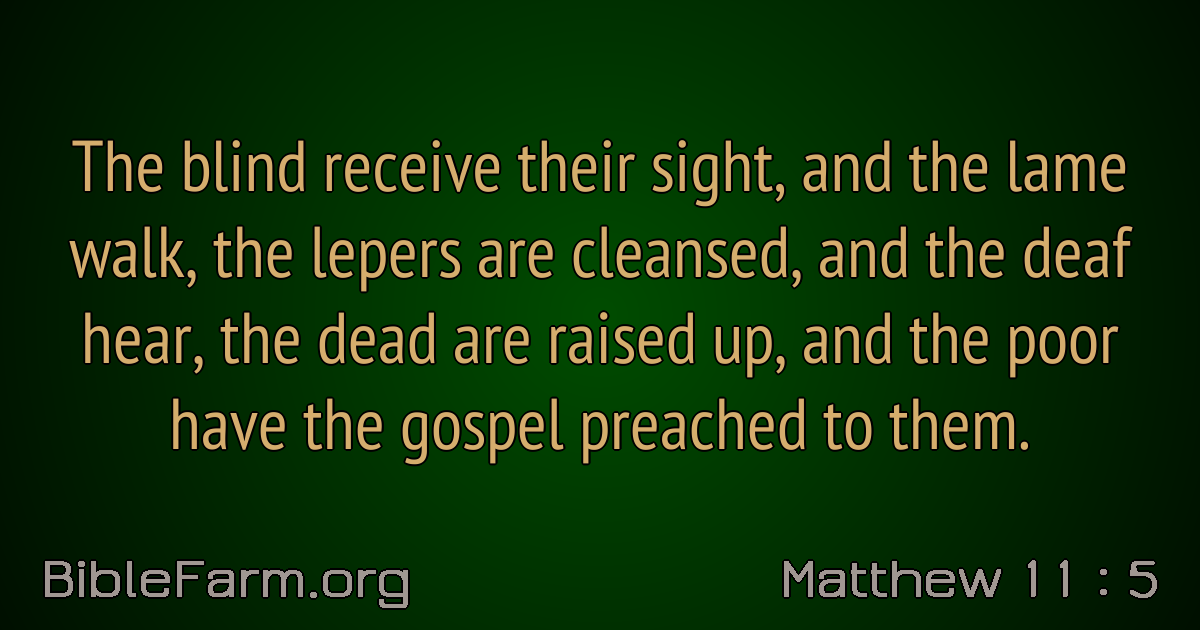 The blind receive their sight, and the lame
walk, the lepers are cleansed, and the deaf
hear, the dead are raised up, and the poor
have the gospel preached to them.
BibleFarm.org
Matthew 11 : 5